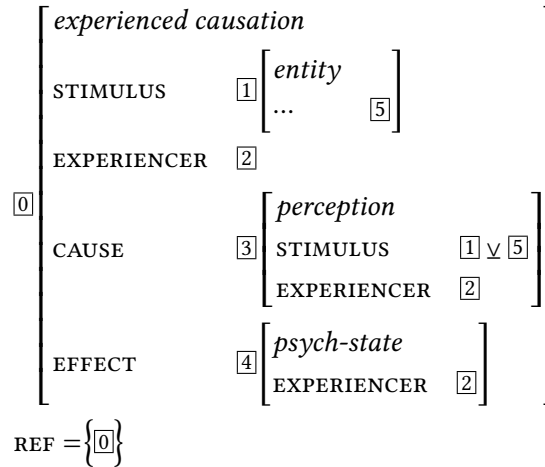 experienced causation
STIMULUS 1 entity
... 5
EXPERIENCER 2
0
perception
CAUSE 3 STIMULUS 1 ⊻ 5
EXPERIENCER 2
psych-state
EFFECT 4 EXPERIENCER 2
REF = {0}